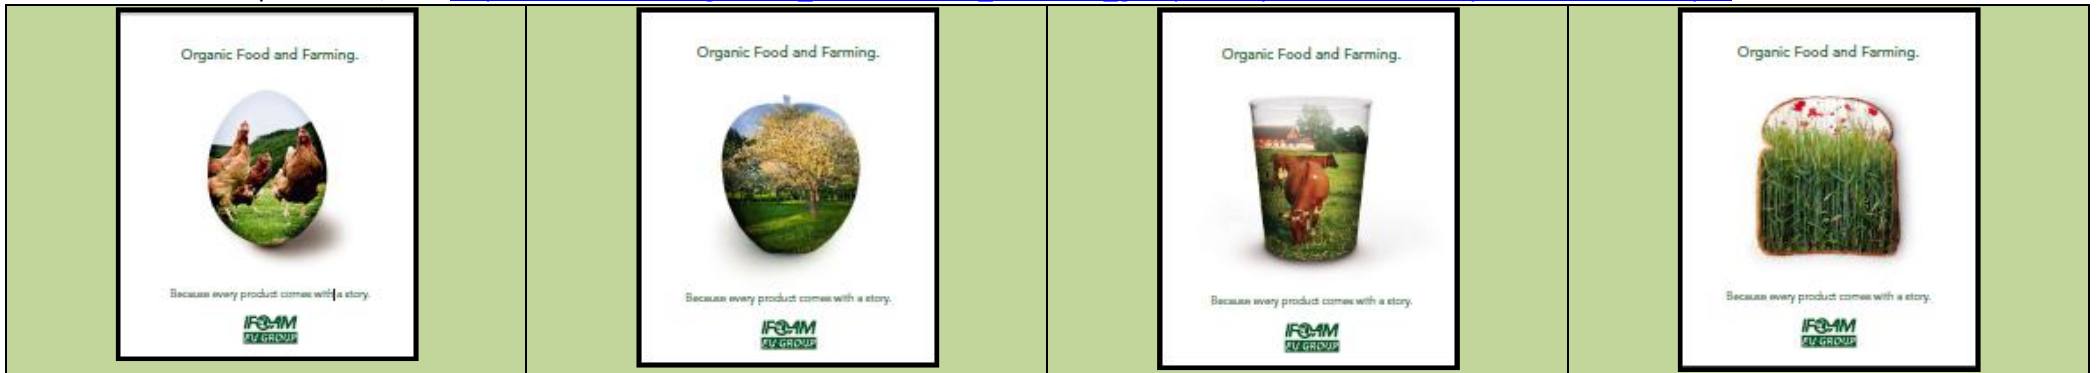 Organic Food and Farming.
Because every product comes with a story.
IFOAM
EU GROUP
Organic Food and Farming.
Because every product comes with a story.
IFOAM
EU GROUP
Organic Food and Farming.
Because every product comes with a story.
IFOAM
EU GROUP
Organic Food and Farming.
Because every product comes with a story.
IFOAM
EU GROUP